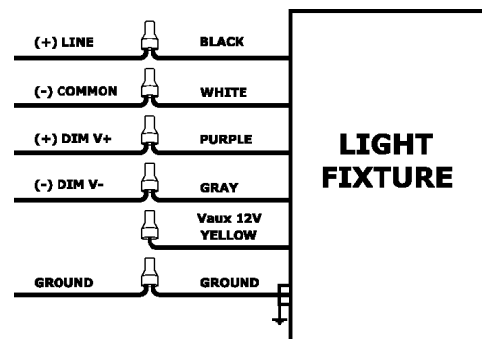 (+) LINE BLACK
(-) COMMON WHITE
(+) DIM V+ PURPLE
(-) DIM V- GRAY
Vaux 12V
YELLOW
GROUND GROUND
LIGHT
FIXTURE